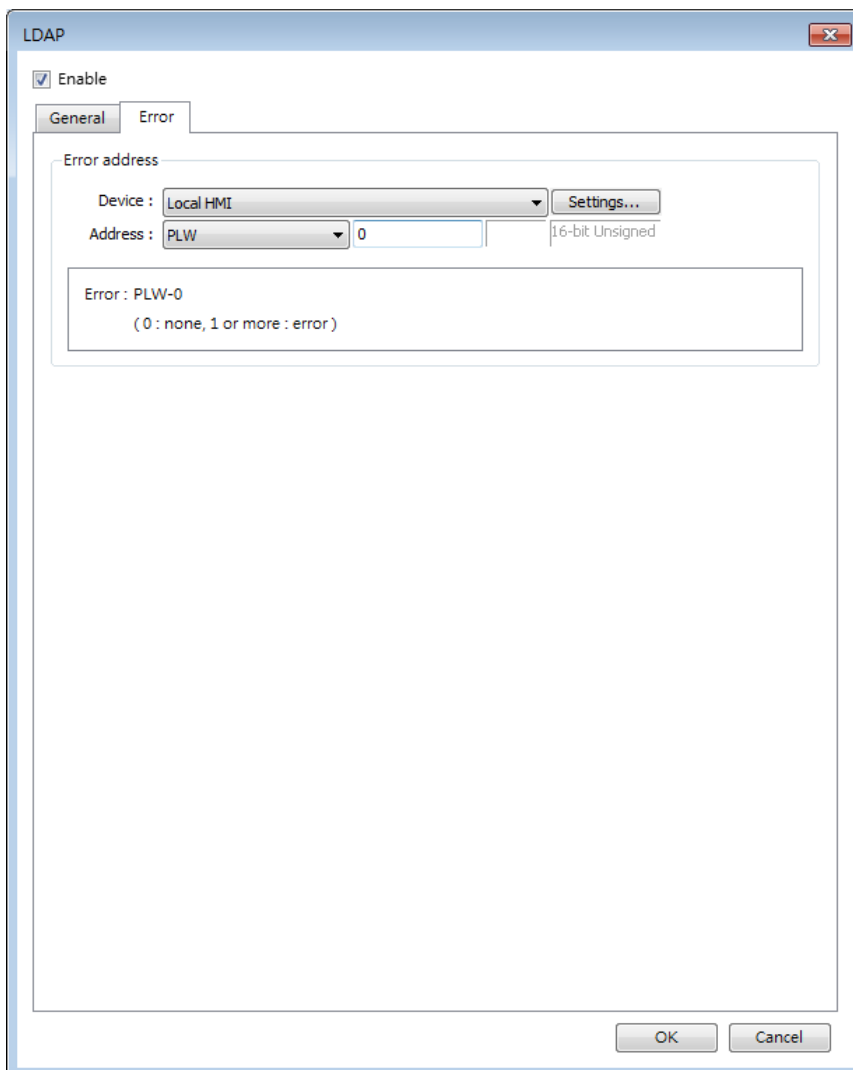 LDAP
Enable
General Error
Error address
Device : Local HMI Settings...
Address : PLW 0 16-bit Unsigned
Error : PLW-0
( 0 : none, 1 or more : error )
OK Cancel